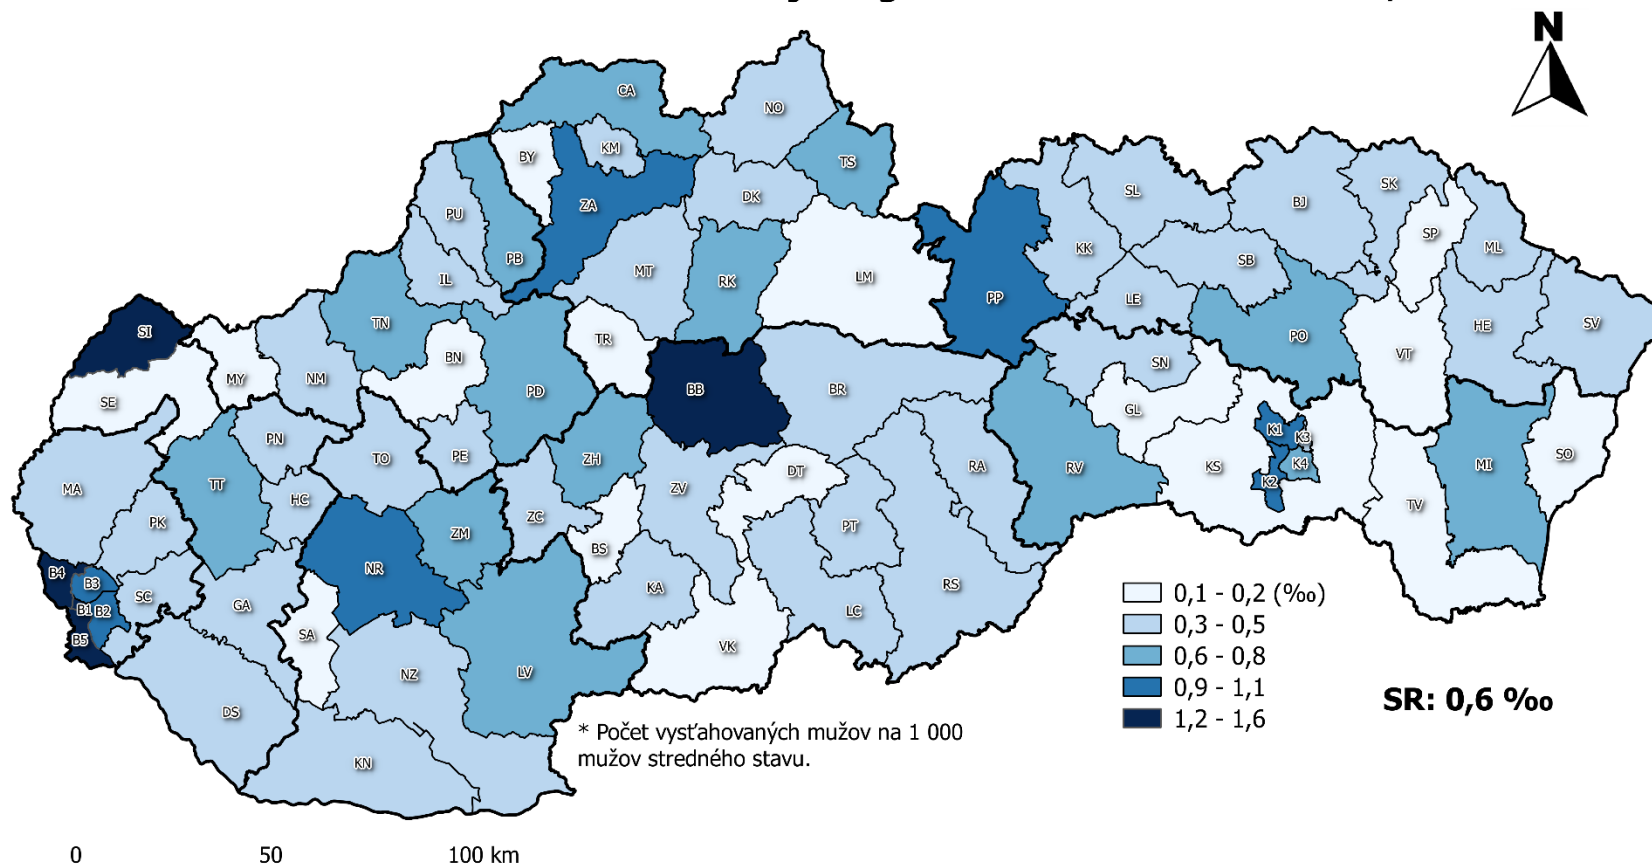 N
CA
NO
BY
KM
TS
ZA
DK
PU
SL
SK
BJ
SP
ML
KK
SB
PB
IL
MT
RK
LM
PP
LE
HE
SV
TN
SI
PO
VT
TR
BN
SN
MY
NM
PD
BB
BR
SE
GL
PN
TO
PE
ZH
K1
K3
DT
RA
RV
KS
K4
MI
SO
K2
MA
TT
HC
ZV
PK
ZC
PT
TV
ZM
BS
B4
B3
NR
KA
RS
SC
GA
B1
B2
LC
B5
SA
VK
NZ
LV
DS
KN
0,1 - 0,2 (‰)
0,3 - 0,5
0,6 - 0,8
0,9 - 1,1
1,2 - 1,6
SR: 0,6 ‰
* Počet vysťahovaných mužov na 1 000
mužov stredného stavu.
0 50 100 km